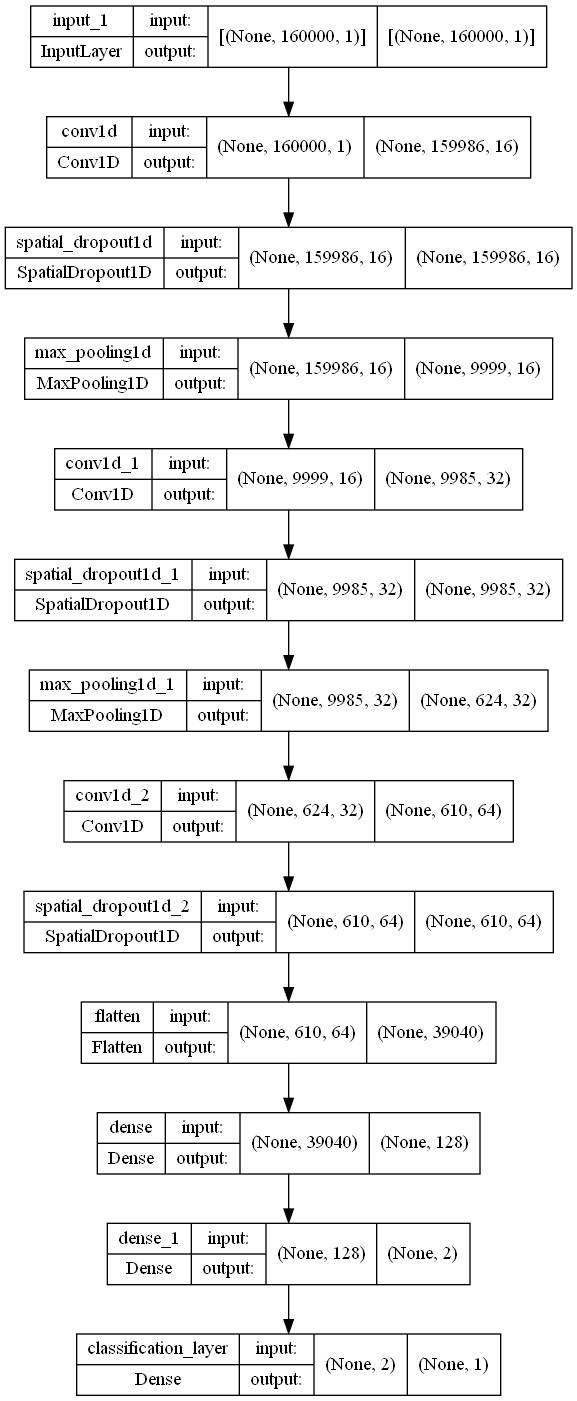 input_1 input: [(None, 160000, 1)] [(None, 160000, 1)]
InputLayer output:
conv1d input: (None, 160000, 1) (None, 159986, 16)
Conv1D output:
spatial_dropout1d input: (None, 159986, 16) (None, 159986, 16)
SpatialDropout1D output:
max_pooling1d input: (None, 159986, 16) (None, 9999, 16)
MaxPooling1D output:
conv1d_1 input: (None, 9999, 16) (None, 9985, 32)
Conv1D output:
spatial_dropout1d_1 input: (None, 9985, 32) (None, 9985, 32)
SpatialDropout1D output:
max_pooling1d_1 input: (None, 9985, 32) (None, 624, 32)
MaxPooling1D output:
conv1d_2 input: (None, 624, 32) (None, 610, 64)
Conv1D output:
spatial_dropout1d_2 input: (None, 610, 64) (None, 610, 64)
SpatialDropout1D output:
flatten input: (None, 610, 64) (None, 39040)
Flatten output:
dense input: (None, 39040) (None, 128)
Dense output:
dense_1 input: (None, 128) (None, 2)
Dense output:
classification_layer input: (None, 2) (None, 1)
Dense output: